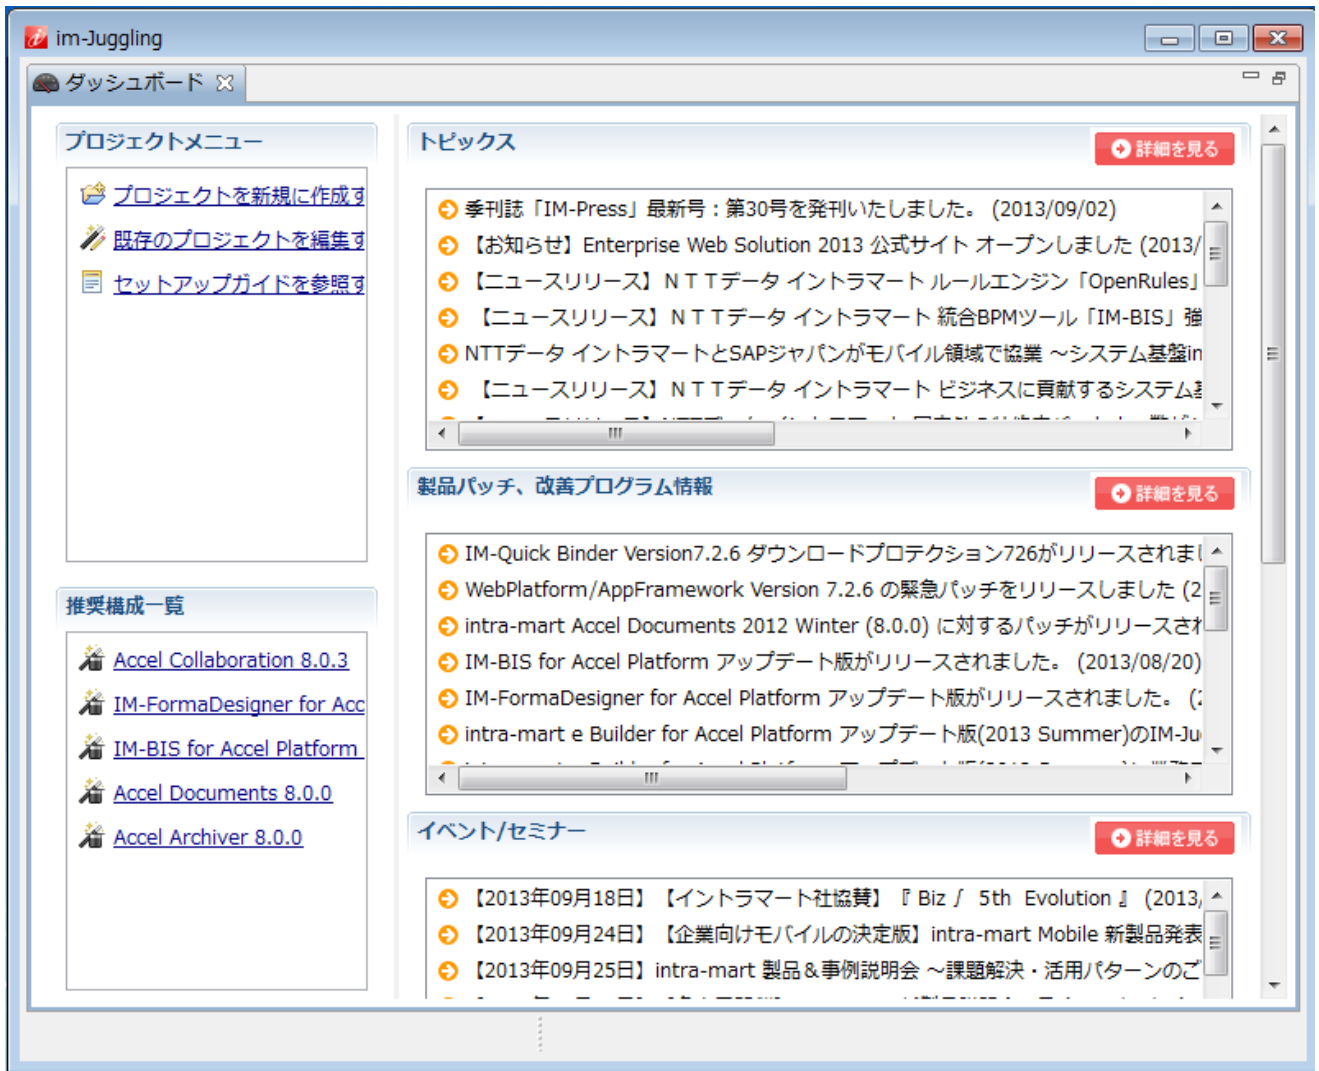 im-Juggling
ダッシュボード
プロジェクトメニュー
プロジェクトを新規に作成す
既存のプロジェクトを編集す
セットアップガイドを参照す
推奨構成一覧
Accel Collaboration 8.0.3
IM-FormaDesigner for Acc
IM-BIS for Accel Platform
Accel Documents 8.0.0
Accel Archiver 8.0.0
トピックス
詳細を見る
季刊誌「IM-Press」最新号：第30号を発刊いたしました。 (2013/09/02)
【お知らせ】Enterprise Web Solution 2013 公式サイト オープンしました (2013/
【ニュースリリース】ＮＴＴデータ イントラマート ルールエンジン「OpenRules」
【ニュースリリース】ＮＴＴデータ イントラマート 統合BPMツール「IM-BIS」強
NTTデータ イントラマートとSAPジャパンがモバイル領域で協業 ～システム基盤in
【ニュースリリース】ＮＴＴデータ イントラマート ビジネスに貢献するシステム基
製品パッチ、改善プログラム情報
詳細を見る
IM-Quick Binder Version7.2.6 ダウンロードプロテクション726がリリースされまし
WebPlatform/AppFramework Version 7.2.6 の緊急パッチをリリースしました (2
intra-mart Accel Documents 2012 Winter (8.0.0) に対するパッチがリリースされ
IM-BIS for Accel Platform アップデート版がリリースされました。 (2013/08/20)
IM-FormaDesigner for Accel Platform アップデート版がリリースされました。 (2
intra-mart e Builder for Accel Platform アップデート版(2013 Summer)のIM-Ju
イベント/セミナー
詳細を見る
【2013年09月18日】【イントラマート社協賛】『 Biz ∫ 5th Evolution 』 (2013/
【2013年09月24日】【企業向けモバイルの決定版】intra-mart Mobile 新製品発表
【2013年09月25日】intra-mart 製品＆事例説明会 ～課題解決・活用パターンのご